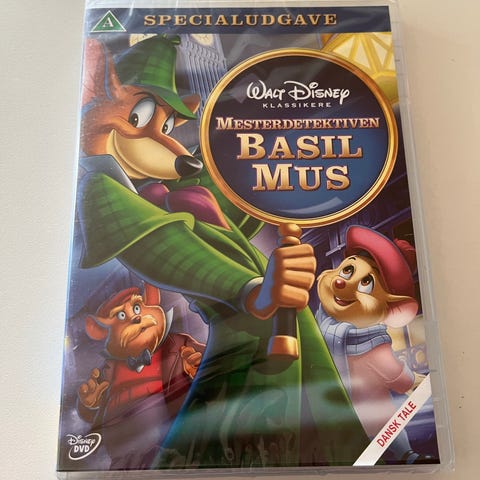 A
SPECIALUDGAVE
WALT DISNEY
KLASSIKERE
MESTERDETEKTIVEN
BASIL
MUS
DISNEY
DVD
DANSK TALE